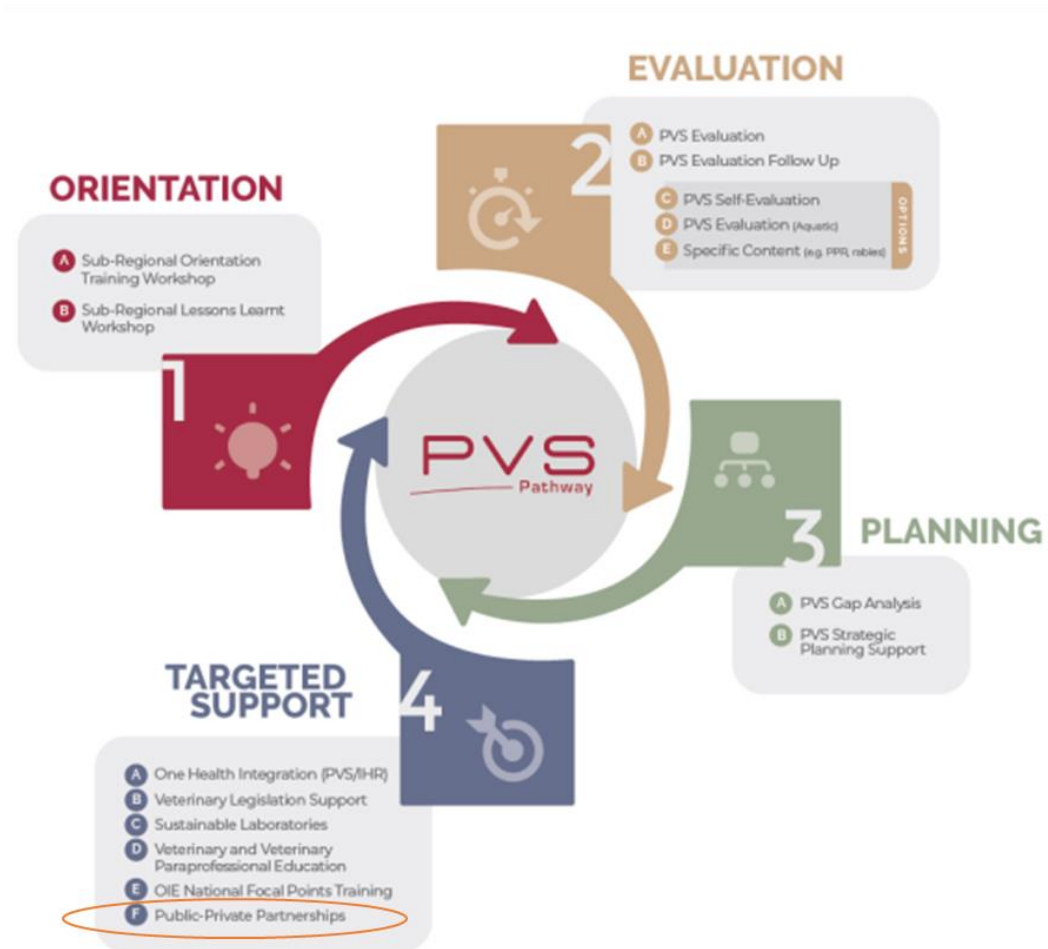 ORIENTATION
A Sub-Regional Orientation
Training Workshop
B Sub-Regional Lessons Learnt
Workshop
1
EVALUATION
2
A PVS Evaluation
B PVS Evaluation Follow Up
C PVS Self-Evaluation
D PVS Evaluation (Aquatic)
E Specific Content (e.g. PPR, rabies)
OPTIONS
PVS
Pathway
3
PLANNING
A PVS Gap Analysis
B PVS Strategic
Planning Support
TARGETED
SUPPORT
4
A One Health Integration (PVS/IHR)
B Veterinary Legislation Support
C Sustainable Laboratories
D Veterinary and Veterinary
Paraprofessional Education
E OIE National Focal Points Training
F Public-Private Partnerships